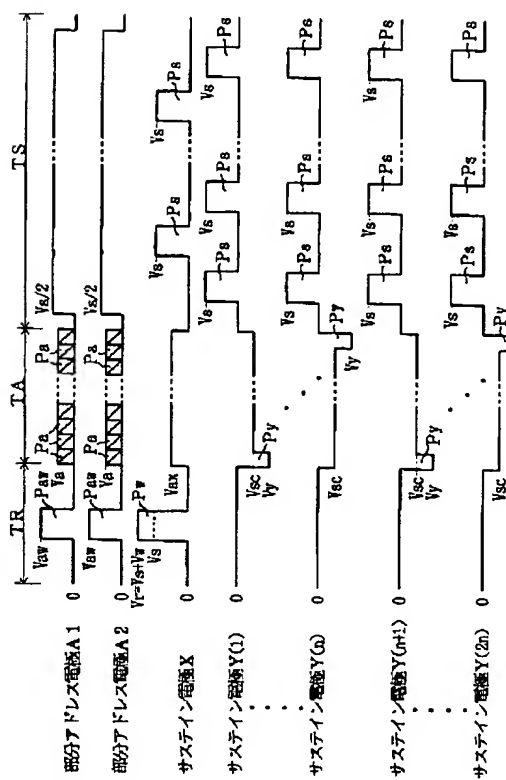 TR TA TS
部分アドレス電極A1 0 Vaw Paw Va Pa Pa Vs/2
部分アドレス電極A2 0 Vaw Paw Va Pa Pa Vs/2
サステイン電極X 0 Vr=Vs+Vw Vs Pw Vax Vs Ps Vs Ps
サステイン電極Y(1) 0 Vsc Vy Py Vs Ps Vs Ps Vs Ps
サステイン電極Y(n) 0 Vsc Vy Py Vs Ps Vs Ps Vs Ps
サステイン電極Y(n+1) 0 Vsc Vy Py Vs Ps Vs Ps Vs Ps
サステイン電極Y(2n) 0 Vsc Vy Py Vs Ps Vs Ps Vs Ps